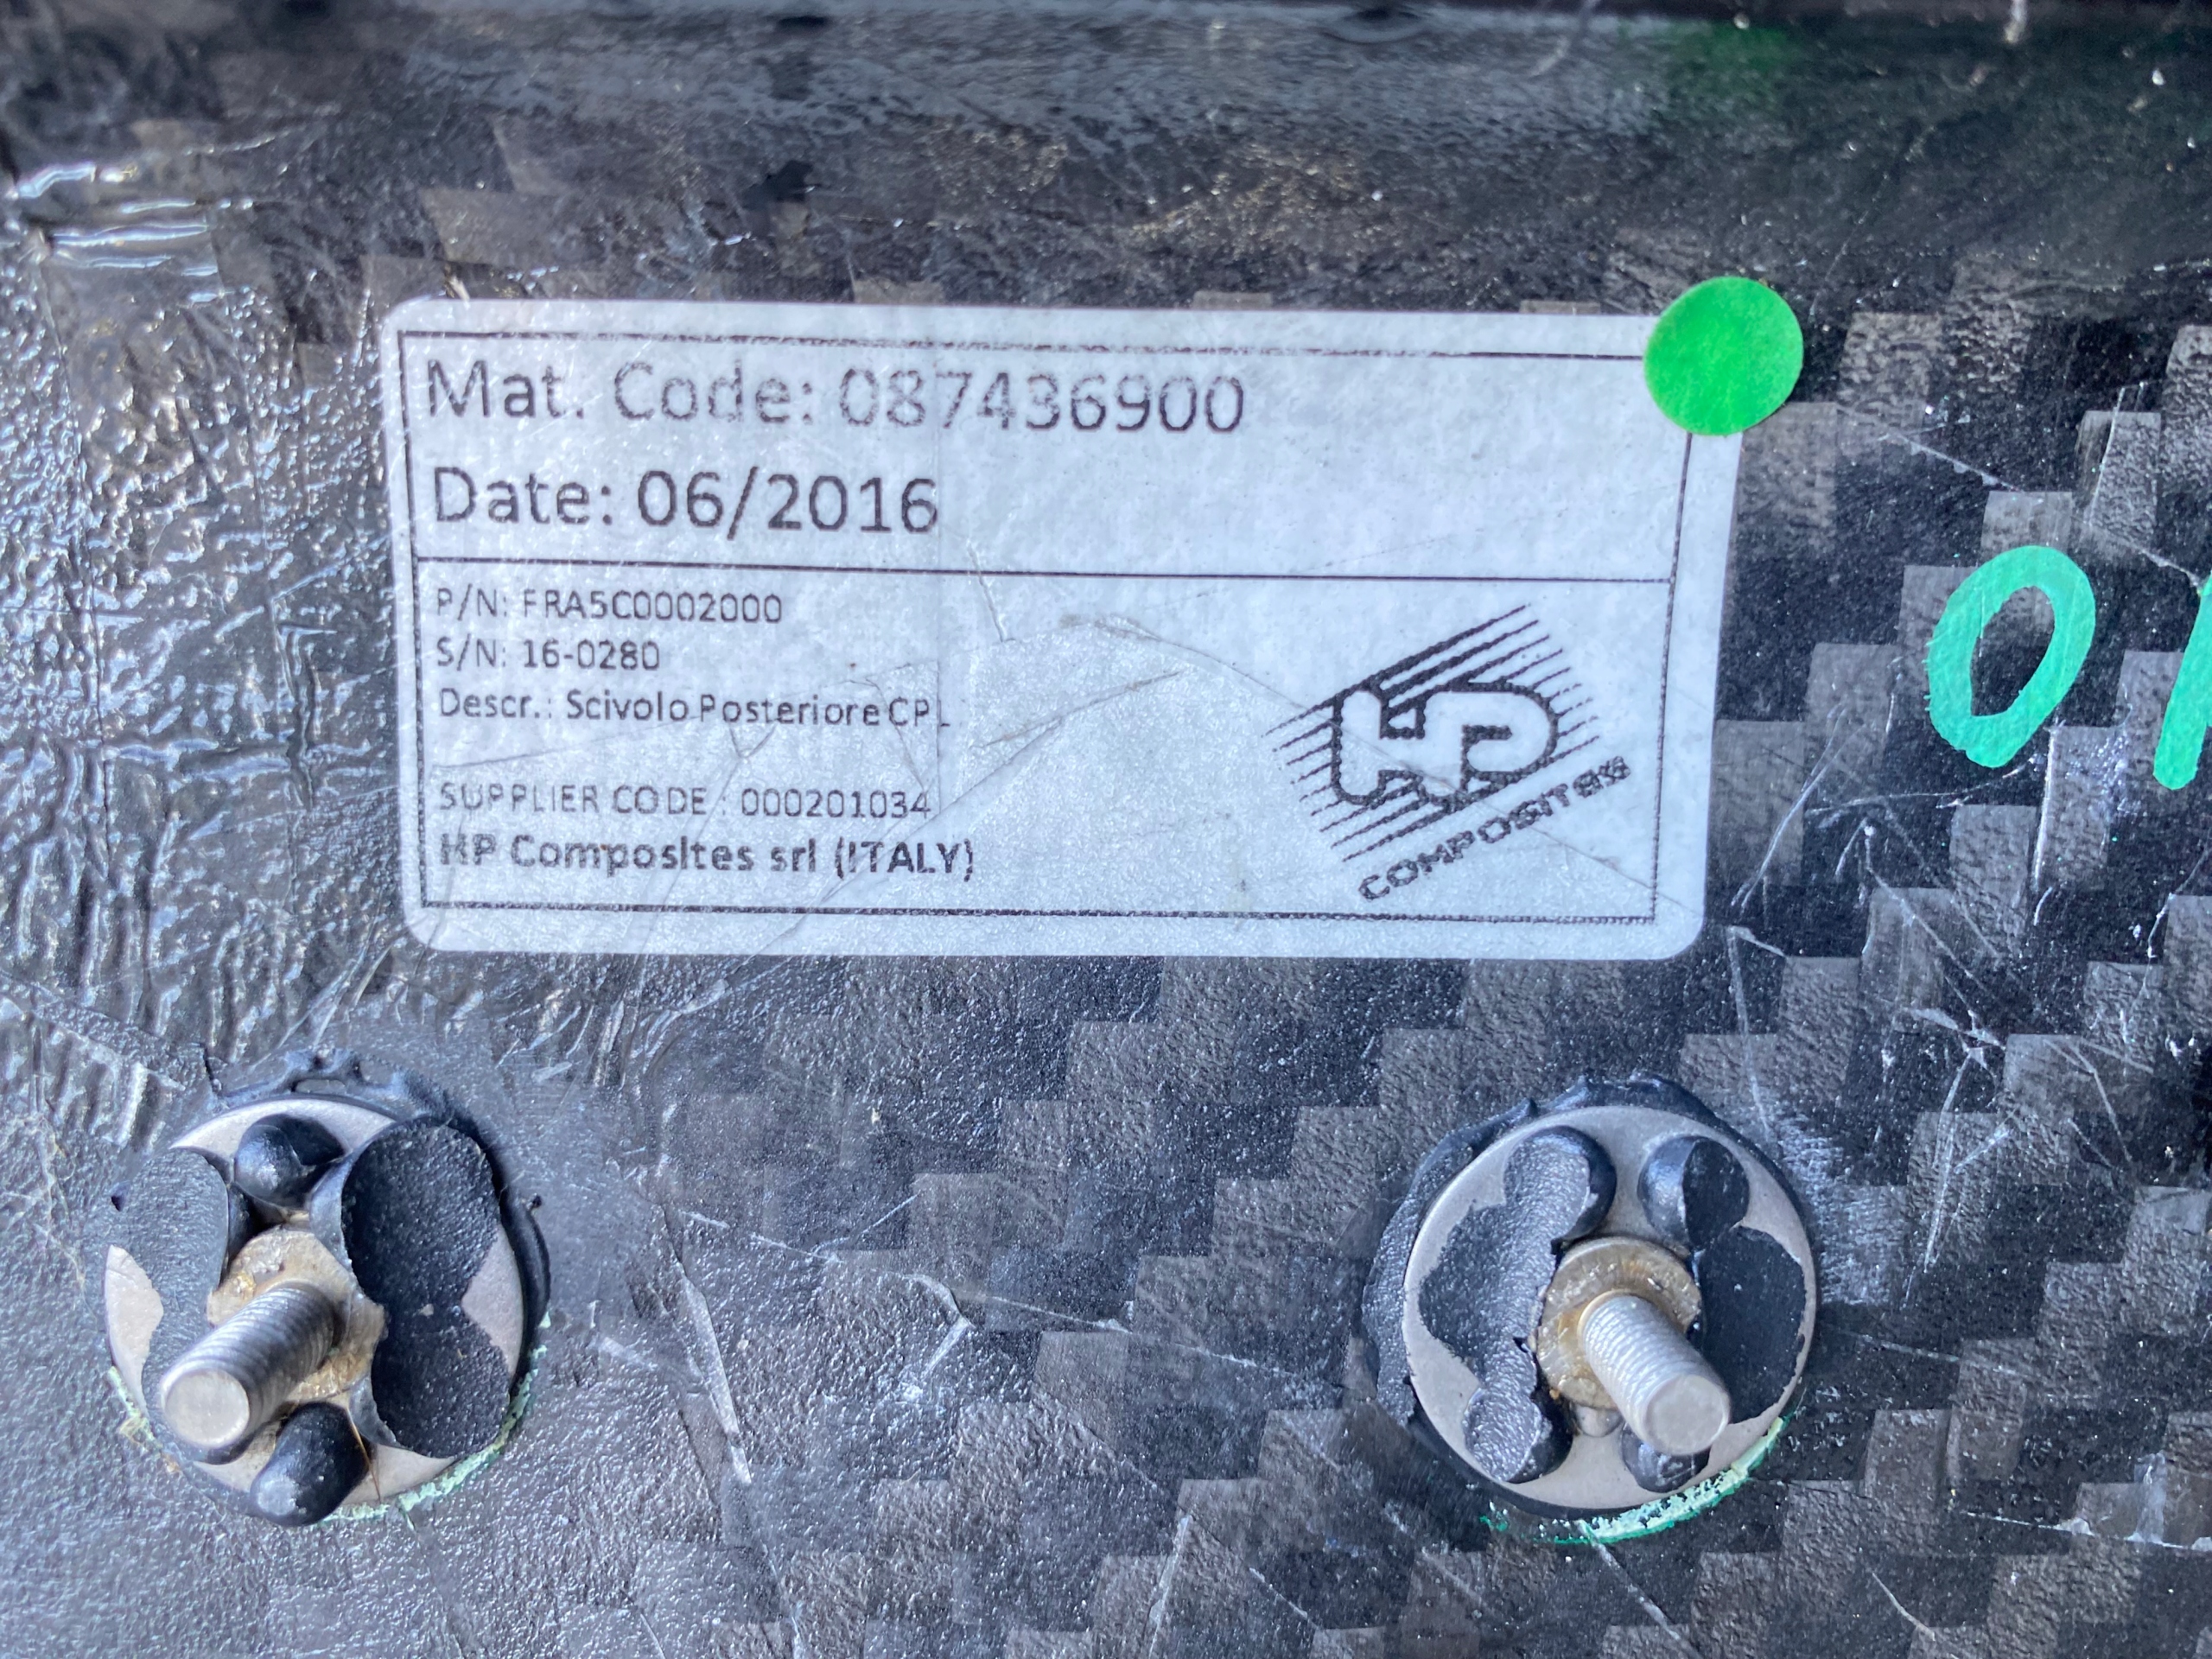 Mat. Code: 087436900
Date: 06/2016
P/N: FRA5C0002000
S/N: 16-0280
Descr.: Scivolo Posteriore CPL
SUPPLIER CODE : 000201034
HP Composites srl (ITALY)
HP
COMPOSITES